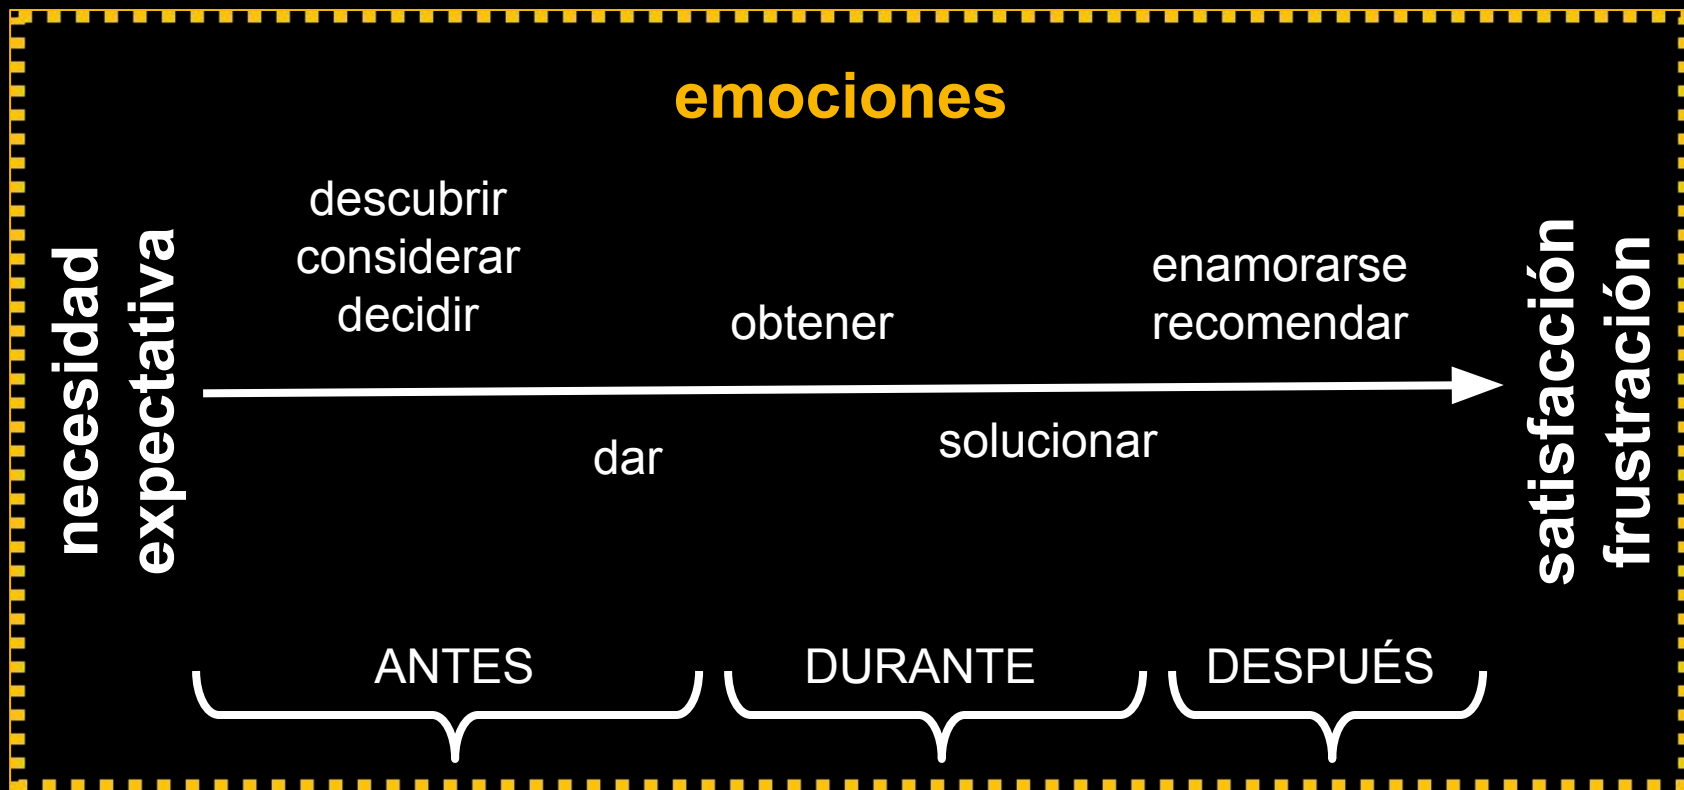 emociones
necesidad
expectativa
descubrir
considerar
decidir
obtener
enamorarse
recomendar
dar
solucionar
satisfacción
frustración
ANTES
DURANTE
DESPUÉS